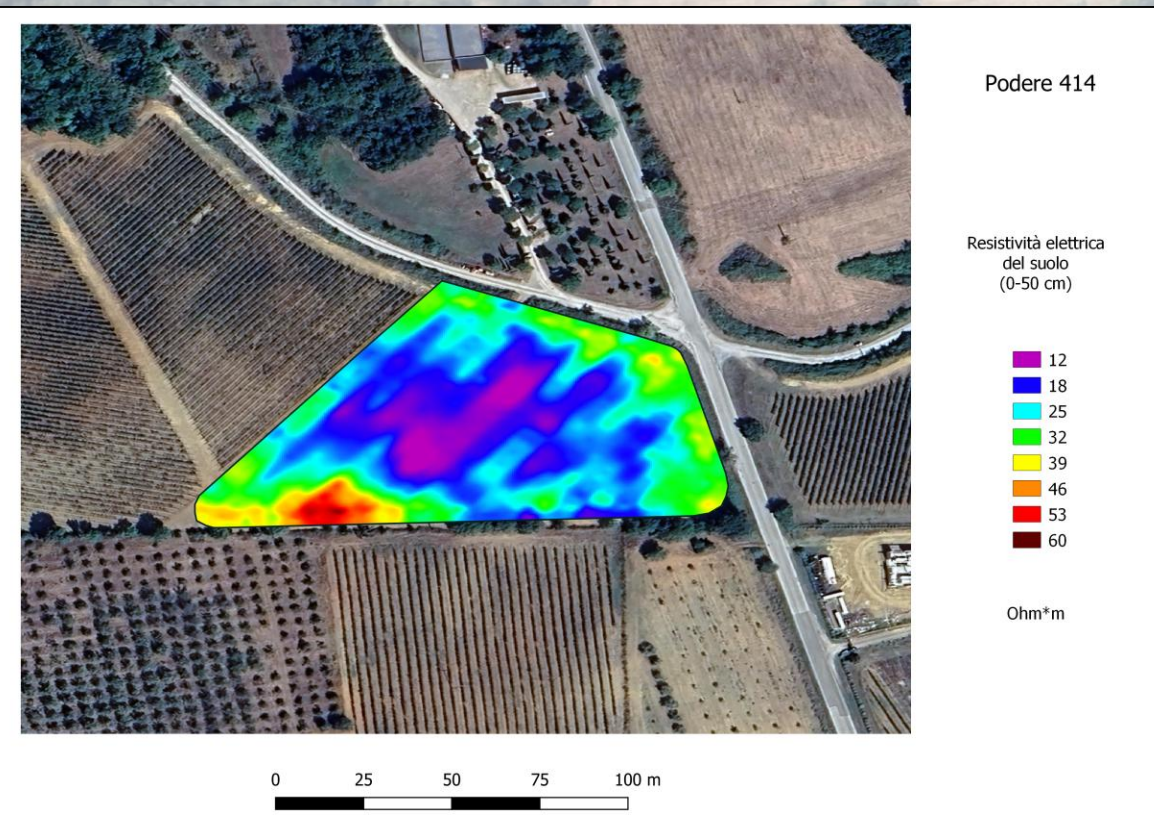 Podere 414
Resistività elettrica
del suolo
(0-50 cm)
12
18
25
32
39
46
53
60
Ohm*m
0 25 50 75 100 m